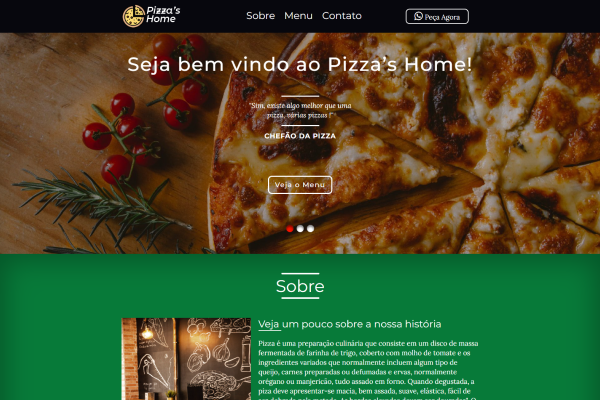 Pizza's
Home
Sobre Menu Contato
Peça Agora
Seja bem vindo ao Pizza's Home!
"Sim, existe algo melhor que uma
pizza, várias pizzas !"
CHEFÃO DA PIZZA
Veja o Menu
Sobre
Veja um pouco sobre a nossa história
Pizza é uma preparação culinária que consiste em um disco de massa
fermentada de farinha de trigo, coberto com molho de tomate e os
ingredientes variados que normalmente incluem algum tipo de
queijo, carnes preparadas ou defumadas e ervas, normalmente
orégano ou manjericão, tudo assado em forno. Quando degustada, a
piza deve apresentar-se macia, bem assada, suave, elástica, fácil de